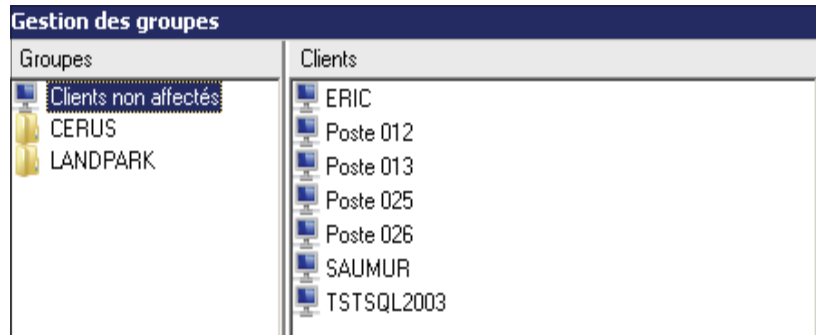 Gestion des groupes
Groupes
Clients
Clients non affectés
CERUS
LANDPARK
ERIC
Poste 012
Poste 013
Poste 025
Poste 026
SAUMUR
TSTSQL2003